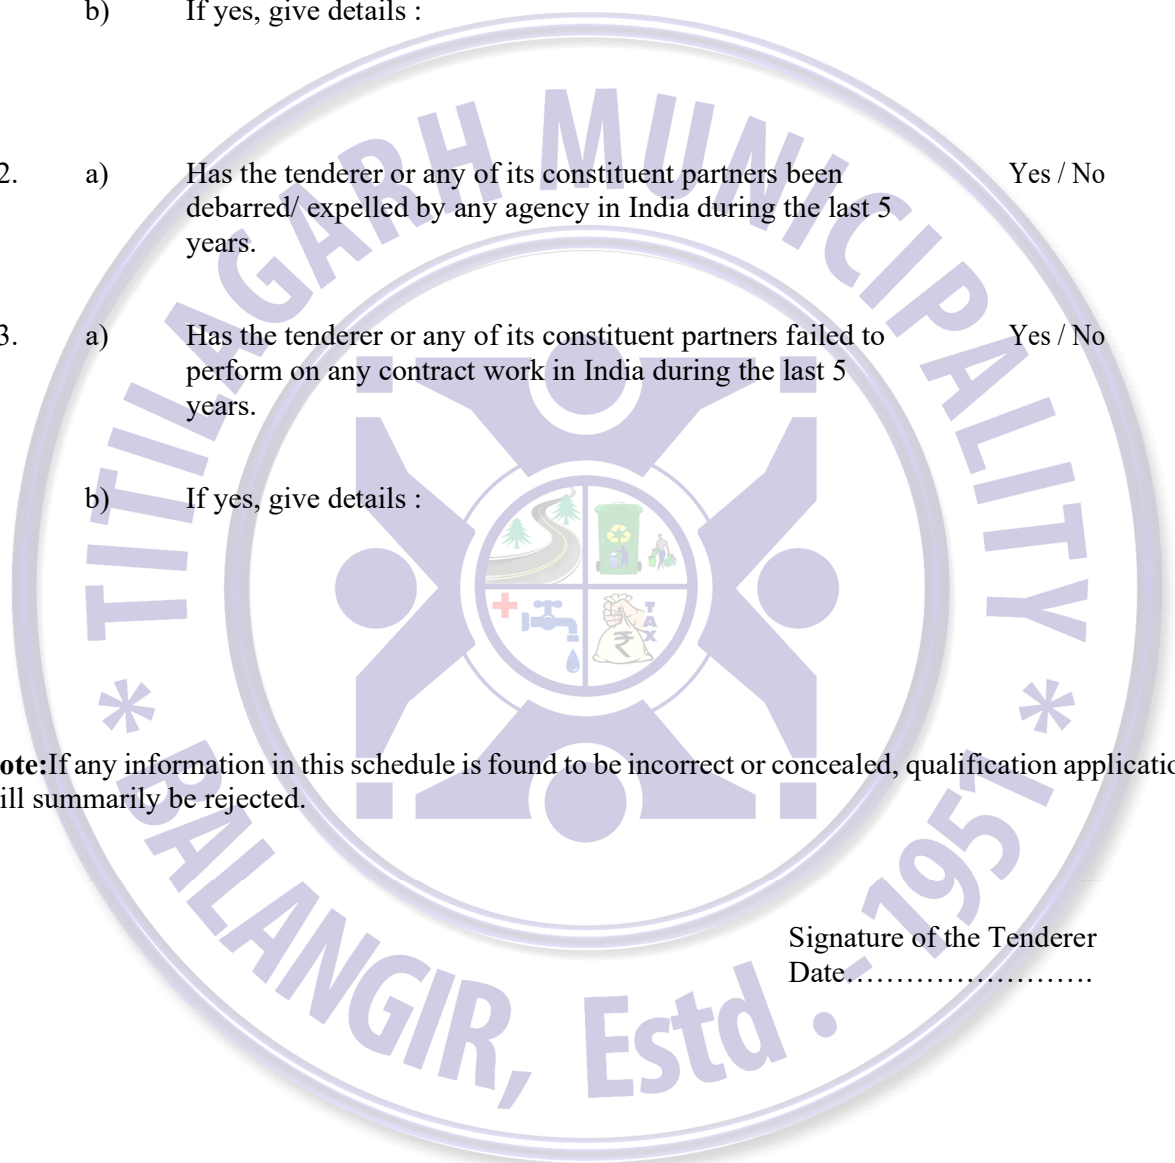 b) If yes, give details :
2. a) Has the tenderer or any of its constituent partners been Yes / No
debarred/ expelled by any agency in India during the last 5
years.
3. a) Has the tenderer or any of its constituent partners failed to Yes / No
perform on any contract work in India during the last 5
years.
b) If yes, give details :
ote:If any information in this schedule is found to be incorrect or concealed, qualification applicatio
ill summarily be rejected.
Signature of the Tenderer
Date…………………….
TITILAGARH MUNICIPALITY
* BALANGIR, Estd. - 1951 *
TAX
₹